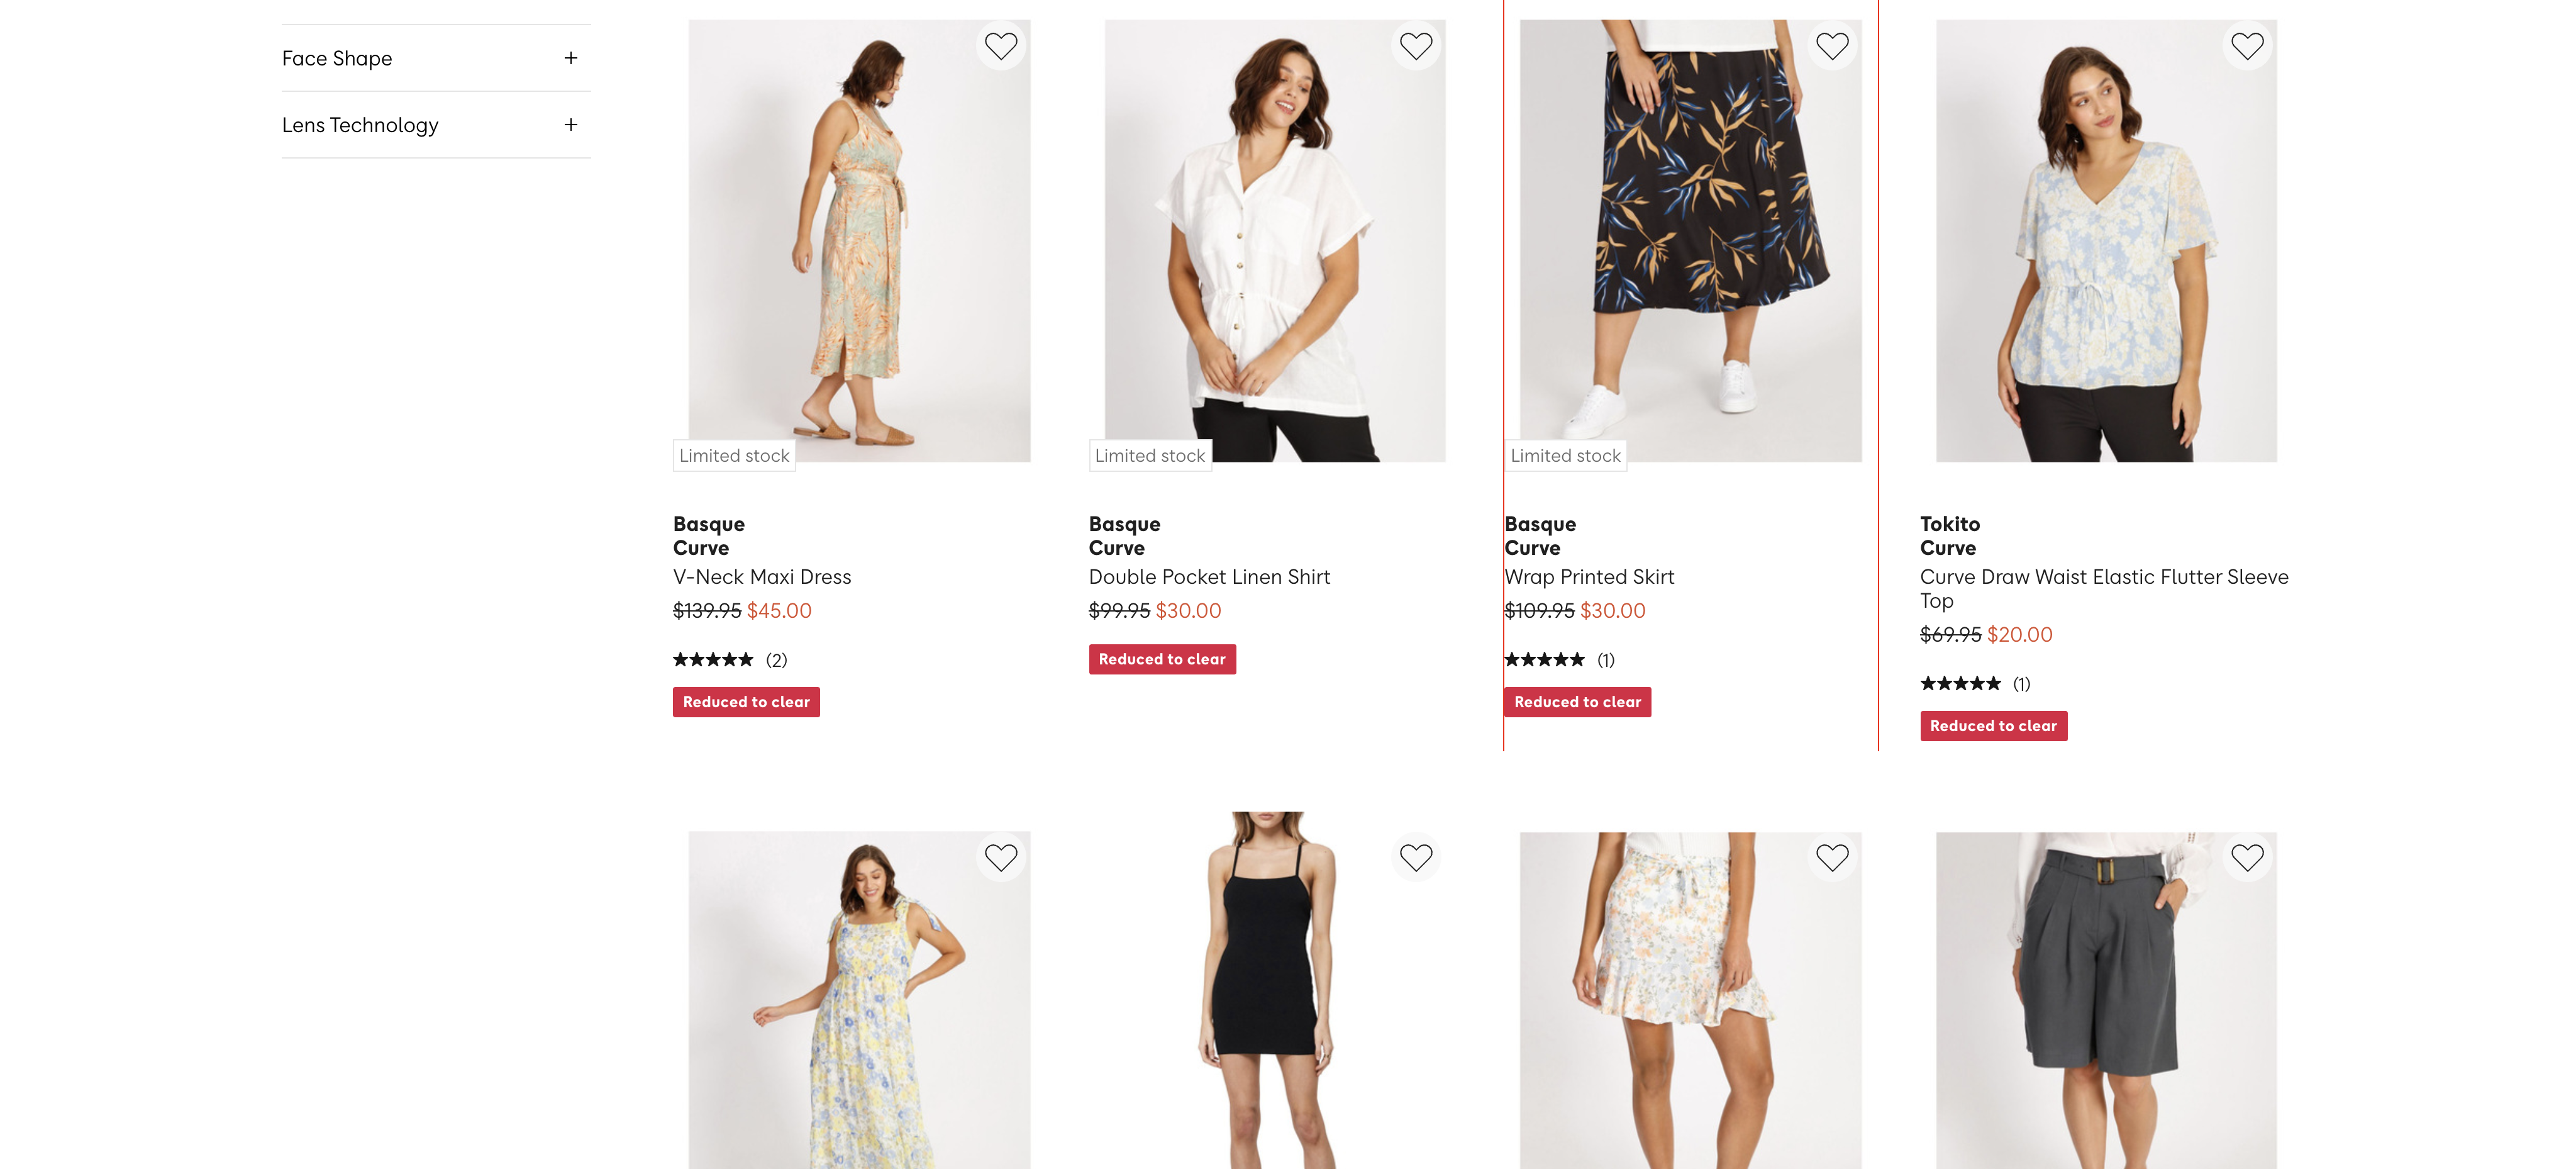 Face Shape
Lens Technology
Limited stock
Basque
Curve
V-Neck Maxi Dress
$139.95 $45.00
(2)
Reduced to clear
Limited stock
Basque
Curve
Double Pocket Linen Shirt
$99.95 $30.00
Reduced to clear
Limited stock
Basque
Curve
Wrap Printed Skirt
$109.95 $30.00
(1)
Reduced to clear
Tokito
Curve
Curve Draw Waist Elastic Flutter Sleeve
Top
$69.95 $20.00
(1)
Reduced to clear